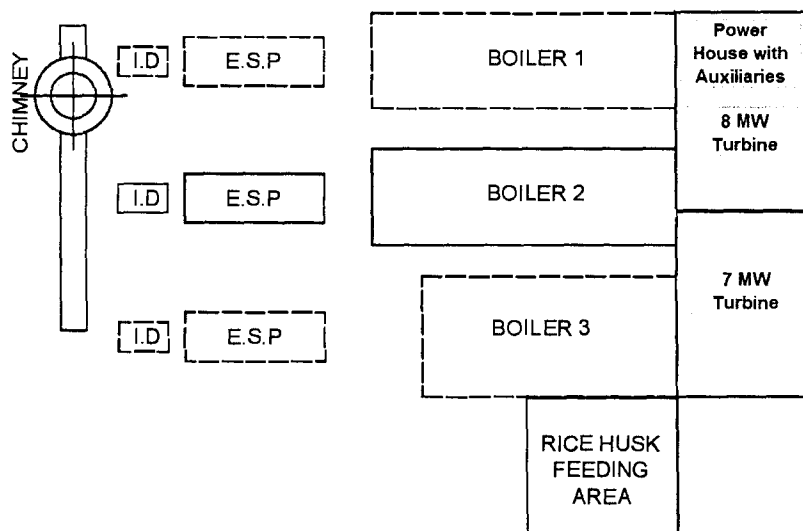 CHIMNEY
I.D
E.S.P
BOILER 1
Power
House with
Auxiliaries
8 MW
Turbine
I.D
E.S.P
BOILER 2
7 MW
Turbine
I.D
E.S.P
BOILER 3
RICE HUSK
FEEDING
AREA